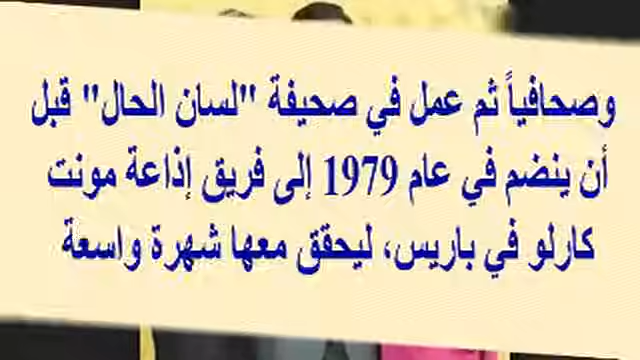 وصحافياً ثم عمل في صحيفة "لسان الحال" قبل
أن ينضم في عام 1979 إلى فريق إذاعة مونت
كارلو في باريس، ليحقق معها شهرة واسعة